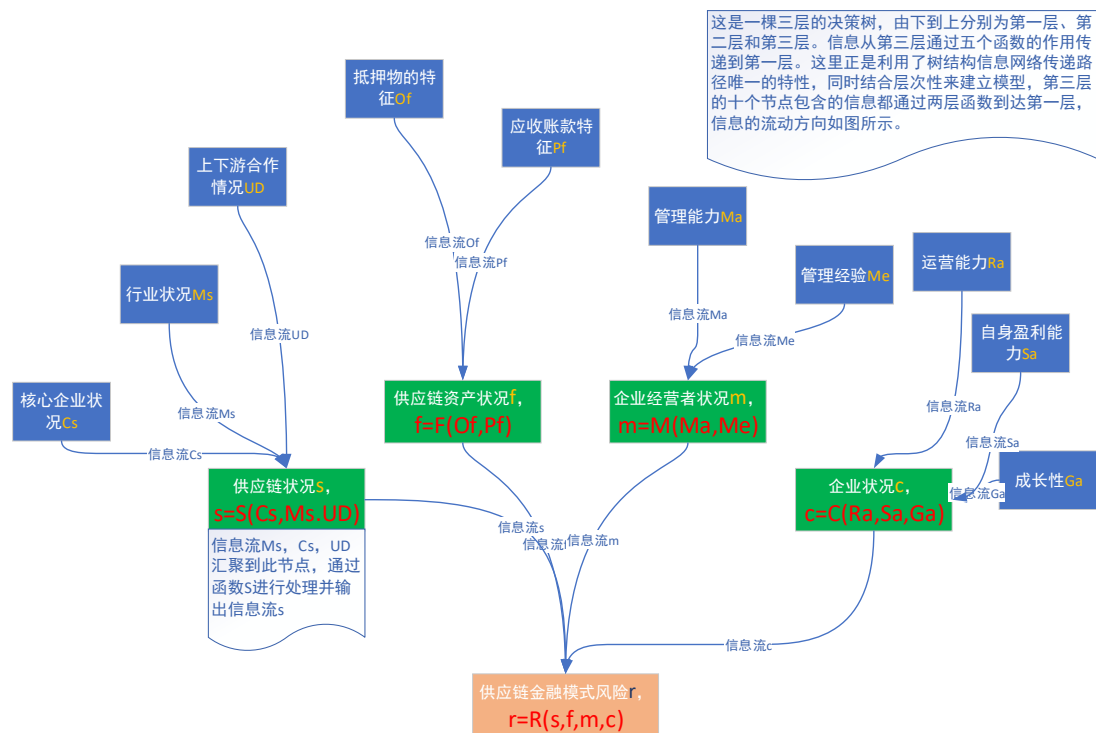 这是一棵三层的决策树，由下到上分别为第一层、第
二层和第三层。信息从第三层通过五个函数的作用传
递到第一层。这里正是利用了树结构信息网络传递路
径唯一的特性，同时结合层次性来建立模型，第三层
的十个节点包含的信息都通过两层函数到达第一层，
信息的流动方向如图所示。
抵押物的特
征Of
应收账款特
征Pf
上下游合作
情况UD
管理能力Ma
管理经验Me
运营能力Ra
行业状况Ms
自身盈利能
力Sa
核心企业状
况Cs
成长性Ga
信息流Of
信息流Pf
信息流UD
信息流Ma
信息流Me
信息流Ms
信息流Cs
信息流Ra
信息流Sa
信息流Ga
供应链资产状况f，
f=F(Of,Pf)
企业经营者状况m，
m=M(Ma,Me)
供应链状况s，
s=S(Cs,Ms.UD)
企业状况c，
c=C(Ra,Sa,Ga)
信息流Ms，Cs，UD
汇聚到此节点，通过
函数S进行处理并输
出信息流s
信息流s
信息流f
信息流m
信息流c
供应链金融模式风险r，
r=R(s,f,m,c)